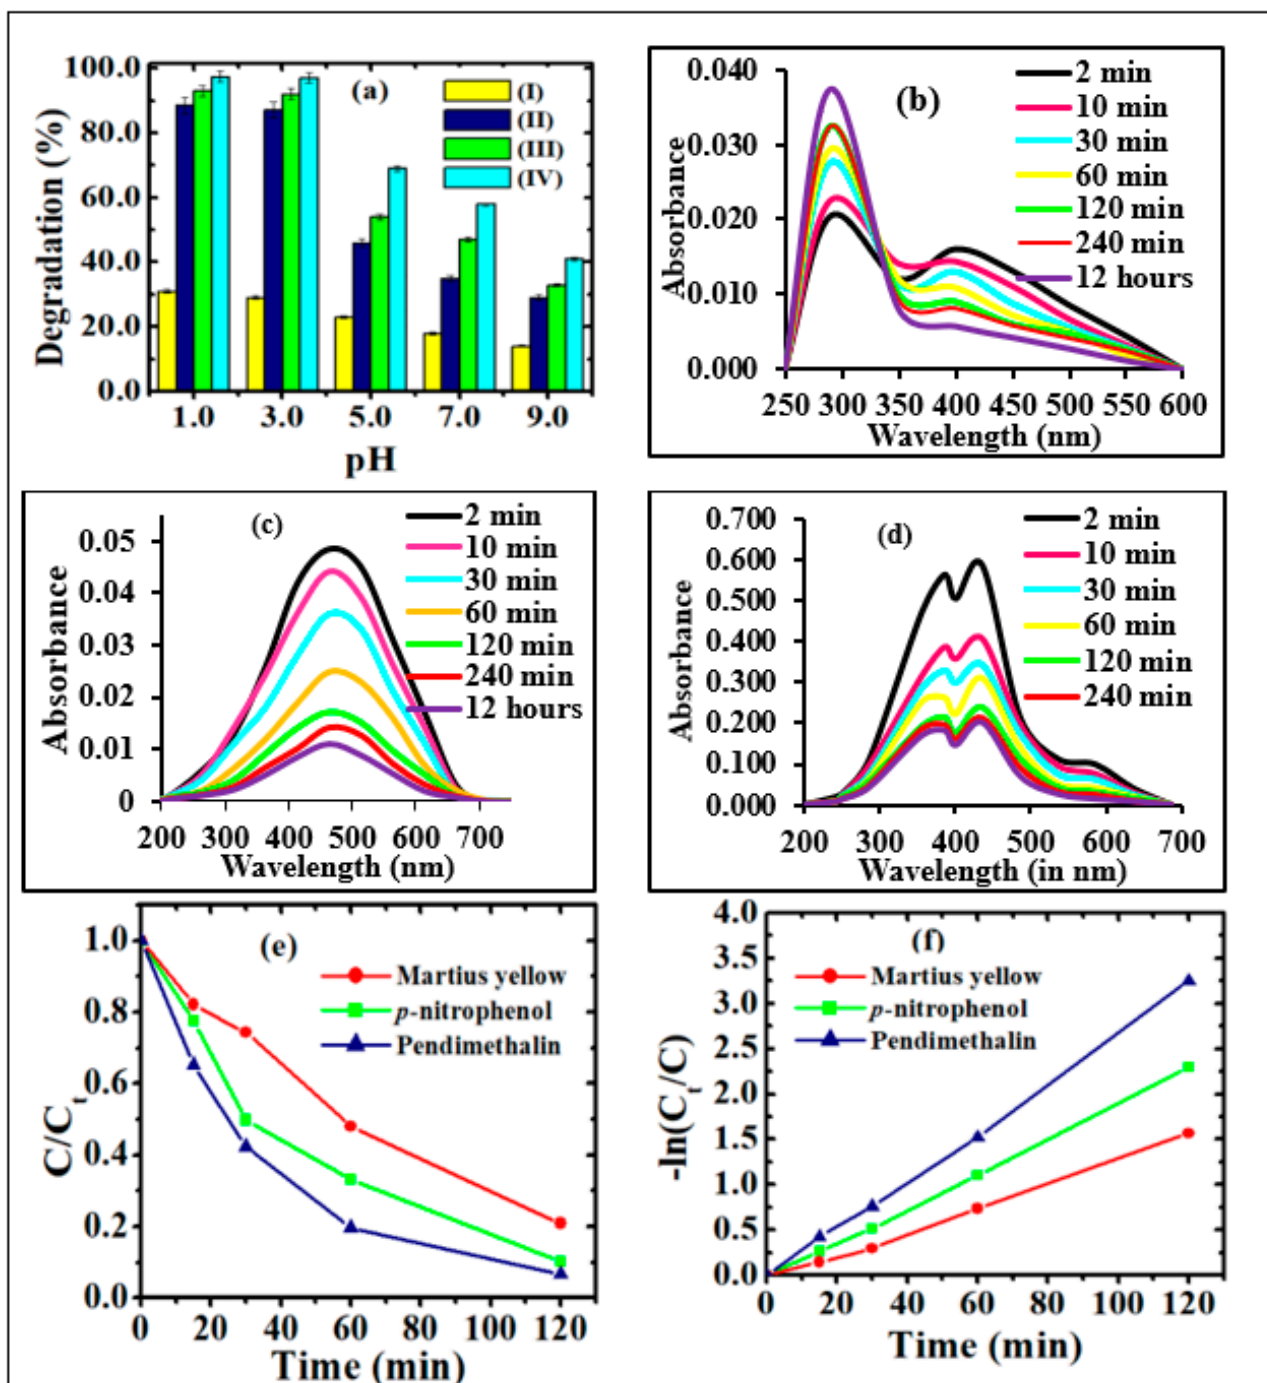 (a)
100.0
80.0
60.0
40.0
20.0
0.0
Degradation (%)
(I)
(II)
(III)
(IV)
1.0 3.0 5.0 7.0 9.0
pH
(b)
0.040
0.030
0.020
0.010
0.000
Absorbance
2 min
10 min
30 min
60 min
120 min
240 min
12 hours
250 300 350 400 450 500 550 600
Wavelength (nm)
(c)
0.05
0.04
0.03
0.02
0.01
0
Absorbance
2 min
10 min
30 min
60 min
120 min
240 min
12 hours
200 300 400 500 600 700
Wavelength (nm)
(d)
0.700
0.600
0.500
0.400
0.300
0.200
0.100
0.000
Absorbance
2 min
10 min
30 min
60 min
120 min
240 min
200 300 400 500 600 700
Wavelength (in nm)
(e)
1.0
0.8
0.6
0.4
0.2
0.0
C/Ct
Martius yellow
p-nitrophenol
Pendimethalin
0 20 40 60 80 100 120
Time (min)
(f)
4.0
3.5
3.0
2.5
2.0
1.5
1.0
0.5
0.0
-ln(Ct/C)
Martius yellow
p-nitrophenol
Pendimethalin
0 20 40 60 80 100 120
Time (min)